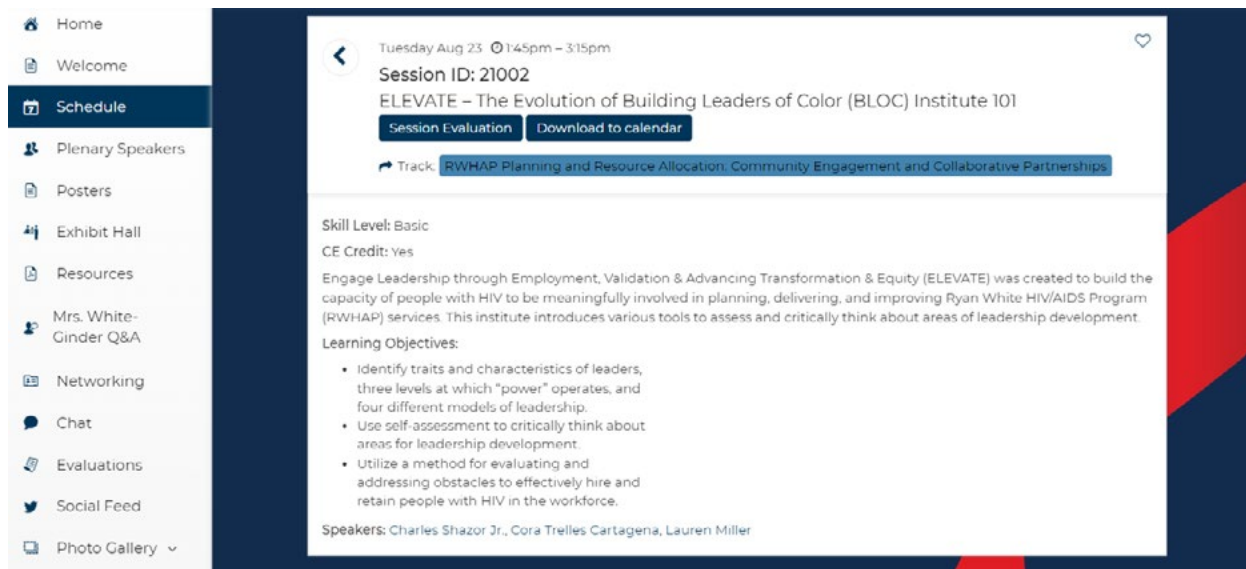 Home
Welcome
Schedule
Plenary Speakers
Posters
Exhibit Hall
Resources
Mrs. White-
Ginder Q&A
Networking
Chat
Evaluations
Social Feed
Photo Gallery
Tuesday Aug 23 1:45pm – 3:15pm
Session ID: 21002
ELEVATE – The Evolution of Building Leaders of Color (BLOC) Institute 101
Session Evaluation Download to calendar
Track: RWHAP Planning and Resource Allocation: Community Engagement and Collaborative Partnerships
Skill Level: Basic
CE Credit: Yes
Engage Leadership through Employment, Validation & Advancing Transformation & Equity (ELEVATE) was created to build the
capacity of people with HIV to be meaningfully involved in planning, delivering, and improving Ryan White HIV/AIDS Program
(RWHAP) services. This institute introduces various tools to assess and critically think about areas of leadership development.
Learning Objectives:
• Identify traits and characteristics of leaders,
three levels at which “power” operates, and
four different models of leadership.
• Use self-assessment to critically think about
areas for leadership development.
• Utilize a method for evaluating and
addressing obstacles to effectively hire and
retain people with HIV in the workforce.
Speakers: Charles Shazor Jr., Cora Trelles Cartagena, Lauren Miller